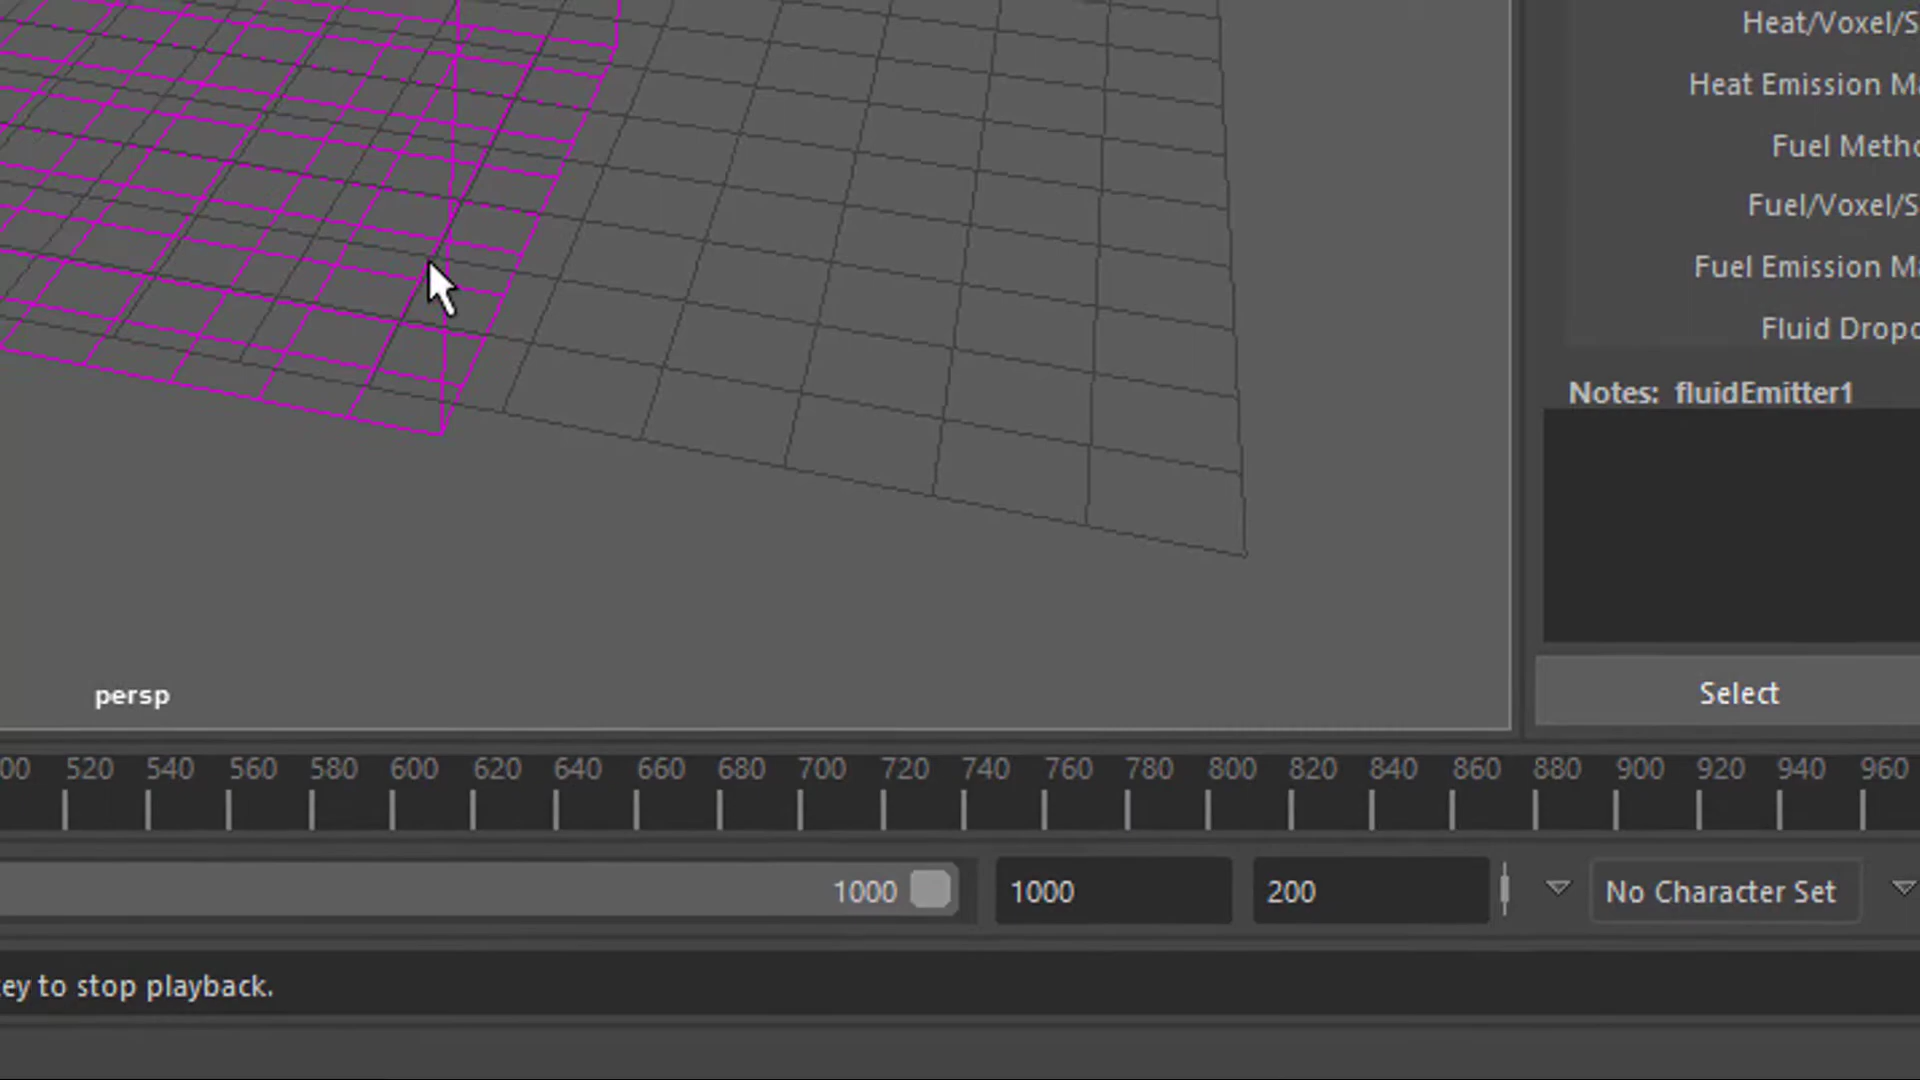 Heat/Voxel/S
Heat Emission Ma
Fuel Metho
Fuel/Voxel/S
Fuel Emission Ma
Fluid Dropo
Notes: fluidEmitter1
Select
persp
00 520 540 560 580 600 620 640 660 680 700 720 740 760 780 800 820 840 860 880 900 920 940 960
1000 1000 200 No Character Set
ey to stop playback.